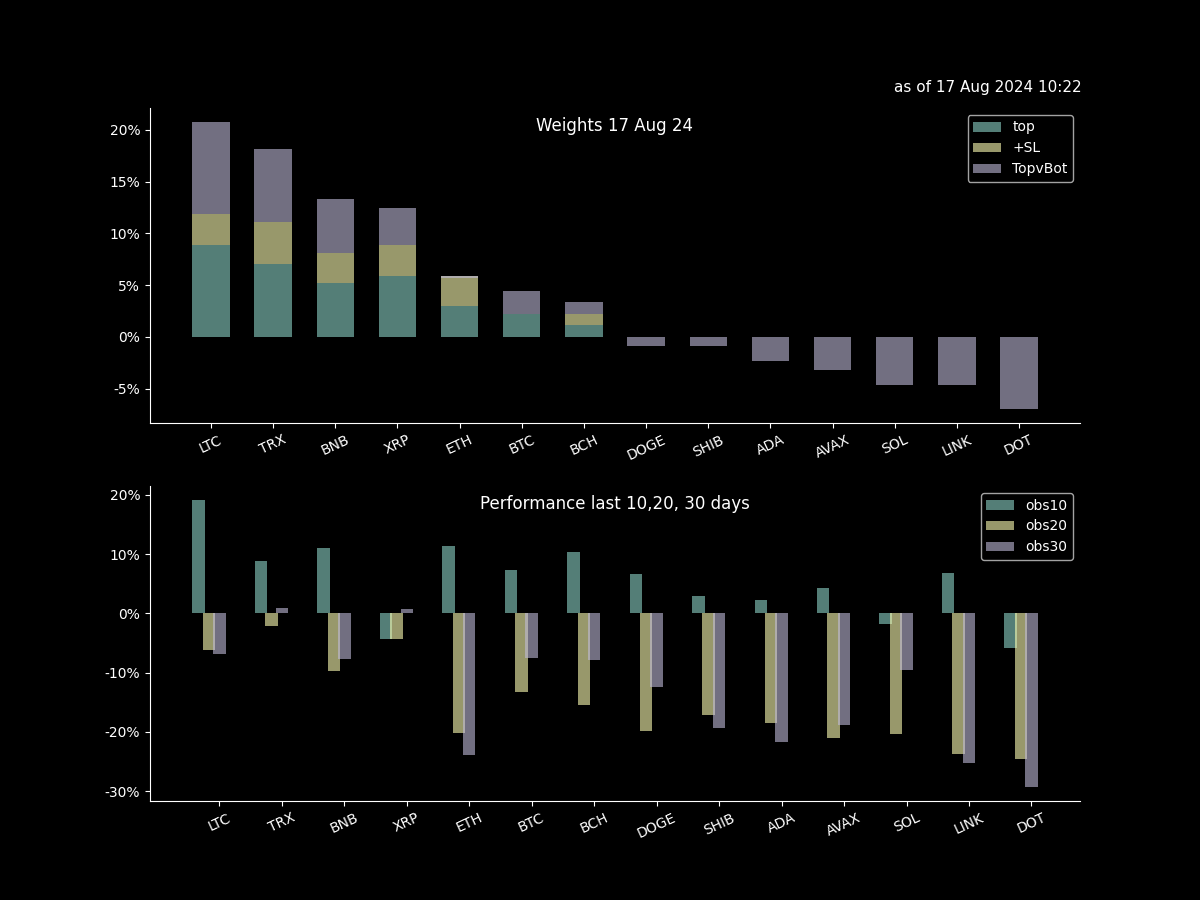 as of 17 Aug 2024 10:22
Weights 17 Aug 24
top
+SL
TopvBot
20%
15%
10%
5%
0%
-5%
LTC TRX BNB XRP ETH BTC BCH DOGE SHIB ADA AVAX SOL LINK DOT
Performance last 10,20, 30 days
obs10
obs20
obs30
20%
10%
0%
-10%
-20%
-30%
LTC TRX BNB XRP ETH BTC BCH DOGE SHIB ADA AVAX SOL LINK DOT